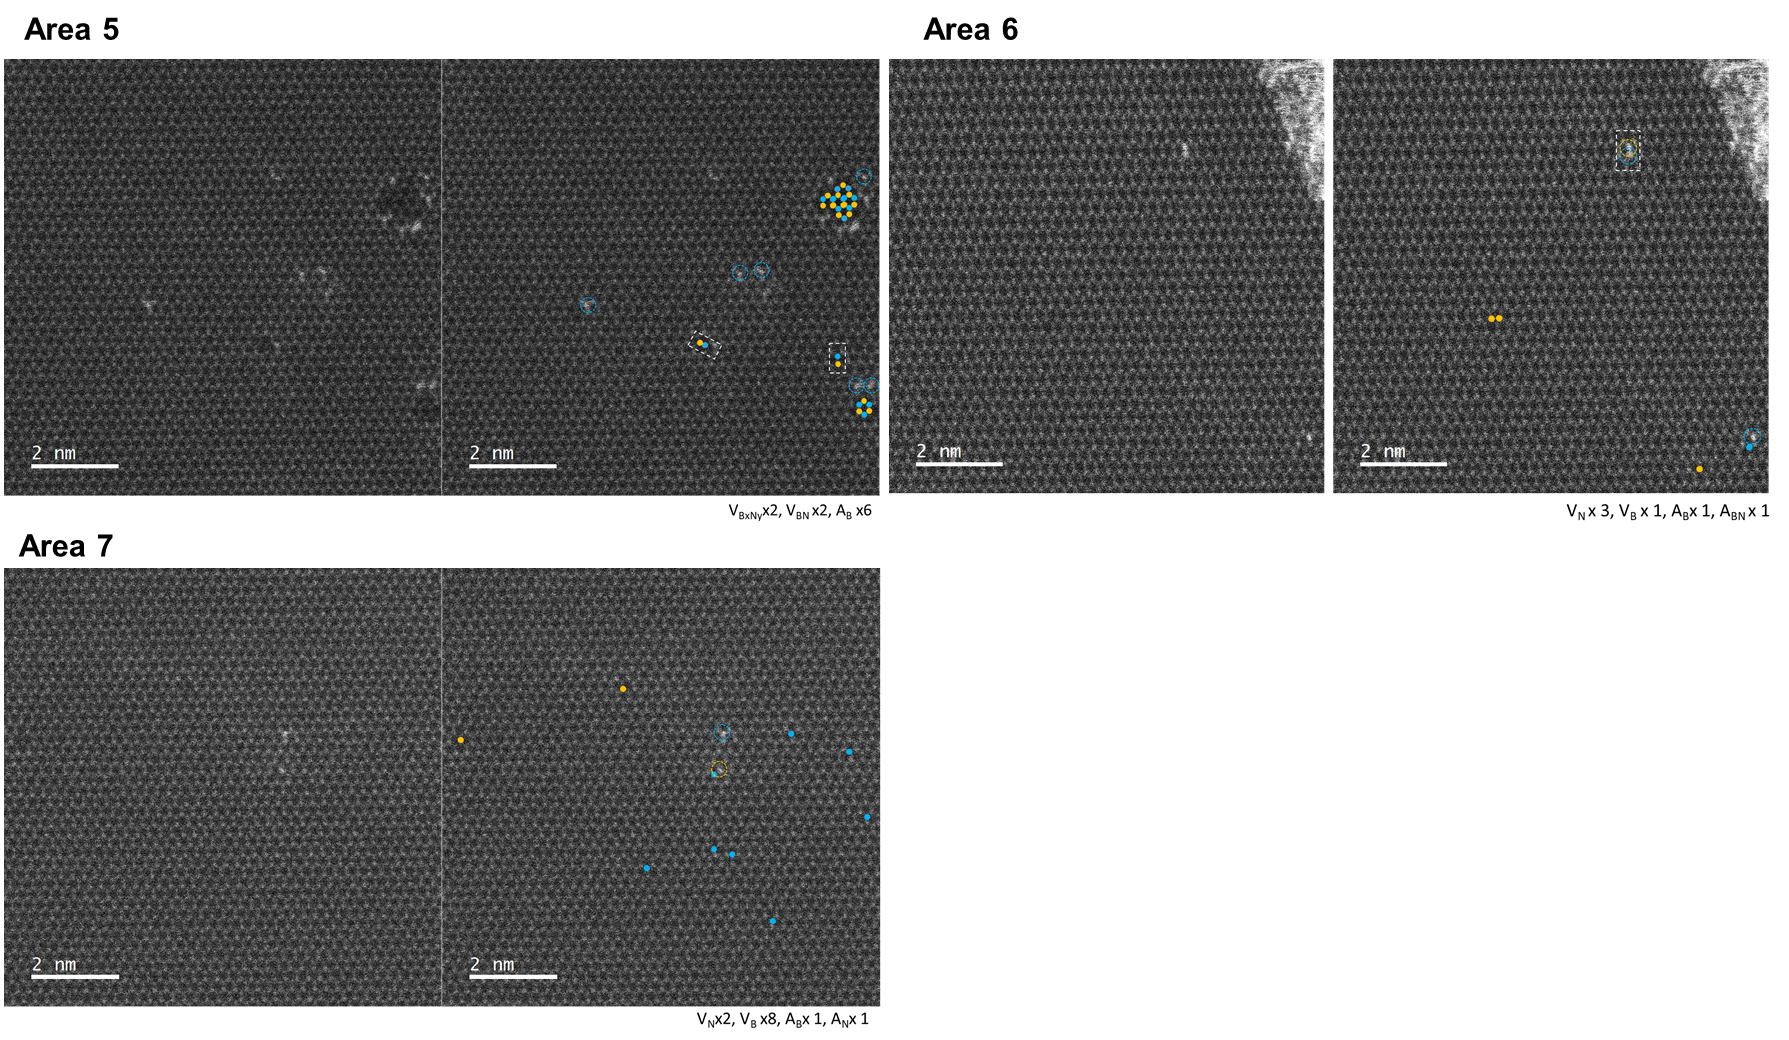 Area 5
Area 6
2 nm
2 nm
2 nm
2 nm
V_BxNy x2, V_BN x2, A_B x6
V_N x 3, V_B x 1, A_B x 1, A_BN x 1
Area 7
2 nm
2 nm
V_N x2, V_B x8, A_B x 1, A_N x 1